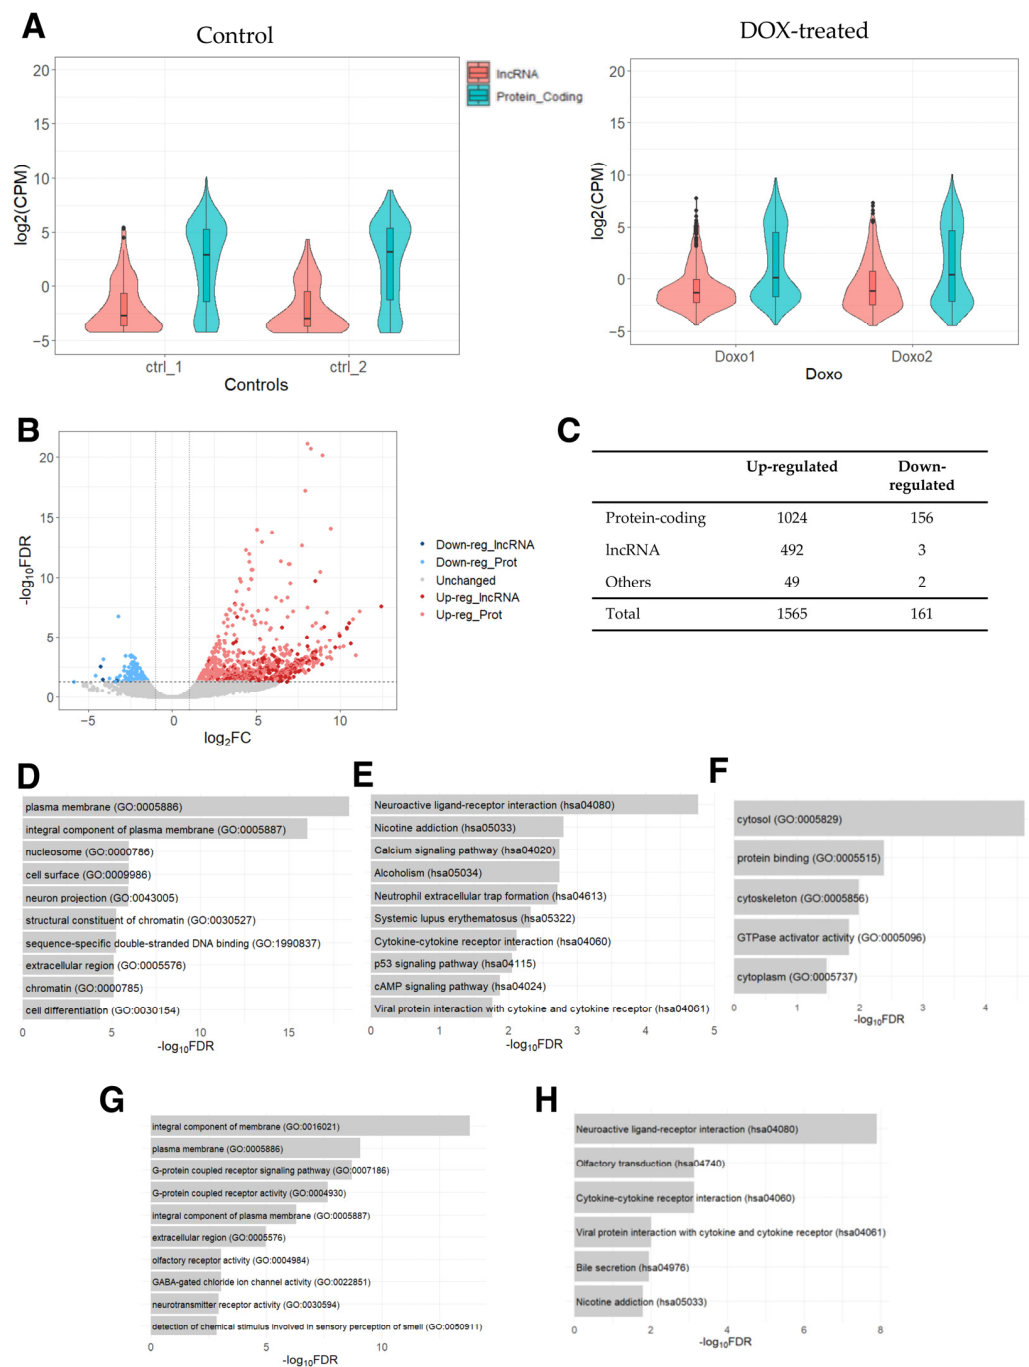 A
Control
DOX-treated
lncRNA
Protein_Coding
log2(CPM)
20
15
10
5
0
−5
ctrl_1
ctrl_2
Controls
log2(CPM)
20
15
10
5
0
−5
Doxo1
Doxo2
Doxo
B
-log10FDR
20
15
10
5
0
−5
0
5
10
log2FC
Down-reg_lncRNA
Down-reg_Prot
Unchanged
Up-reg_lncRNA
Up-reg_Prot
C
Up-regulated Down-regulated
Protein-coding 1024 156
lncRNA 492 3
Others 49 2
Total 1565 161
D
plasma membrane (GO:0005886)
integral component of plasma membrane (GO:0005887)
nucleosome (GO:0000786)
cell surface (GO:0009986)
neuron projection (GO:0043005)
structural constituent of chromatin (GO:0030527)
sequence-specific double-stranded DNA binding (GO:1990837)
extracellular region (GO:0005576)
chromatin (GO:0000785)
cell differentiation (GO:0030154)
0 5 10 15
-log10FDR
E
Neuroactive ligand-receptor interaction (hsa04080)
Nicotine addiction (hsa05033)
Calcium signaling pathway (hsa04020)
Alcoholism (hsa05034)
Neutrophil extracellular trap formation (hsa04613)
Systemic lupus erythematosus (hsa05322)
Cytokine-cytokine receptor interaction (hsa04060)
p53 signaling pathway (hsa04115)
cAMP signaling pathway (hsa04024)
Viral protein interaction with cytokine and cytokine receptor (hsa04061)
0 1 2 3 4 5
-log10FDR
F
cytosol (GO:0005829)
protein binding (GO:0005515)
cytoskeleton (GO:0005856)
GTPase activator activity (GO:0005096)
cytoplasm (GO:0005737)
0 1 2 3 4
-log10FDR
G
integral component of membrane (GO:0016021)
plasma membrane (GO:0005886)
G-protein coupled receptor signaling pathway (GO:0007186)
G-protein coupled receptor activity (GO:0004930)
integral component of plasma membrane (GO:0005887)
extracellular region (GO:0005576)
olfactory receptor activity (GO:0004984)
GABA-gated chloride ion channel activity (GO:0022851)
neurotransmitter receptor activity (GO:0030594)
detection of chemical stimulus involved in sensory perception of smell (GO:0050911)
0 5 10
-log10FDR
H
Neuroactive ligand-receptor interaction (hsa04080)
Olfactory transduction (hsa04740)
Cytokine-cytokine receptor interaction (hsa04060)
Viral protein interaction with cytokine and cytokine receptor (hsa04061)
Bile secretion (hsa04976)
Nicotine addiction (hsa05033)
0 2 4 6 8
-log10FDR